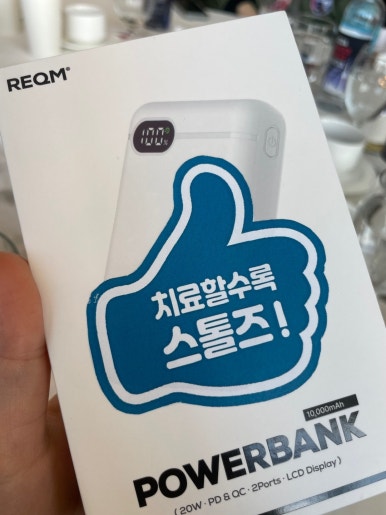 REQM®
100%
치료할수록
스톨즈!
10,000mAh
POWERBANK
( 20W · PD & QC · 2Ports · LCD Display )